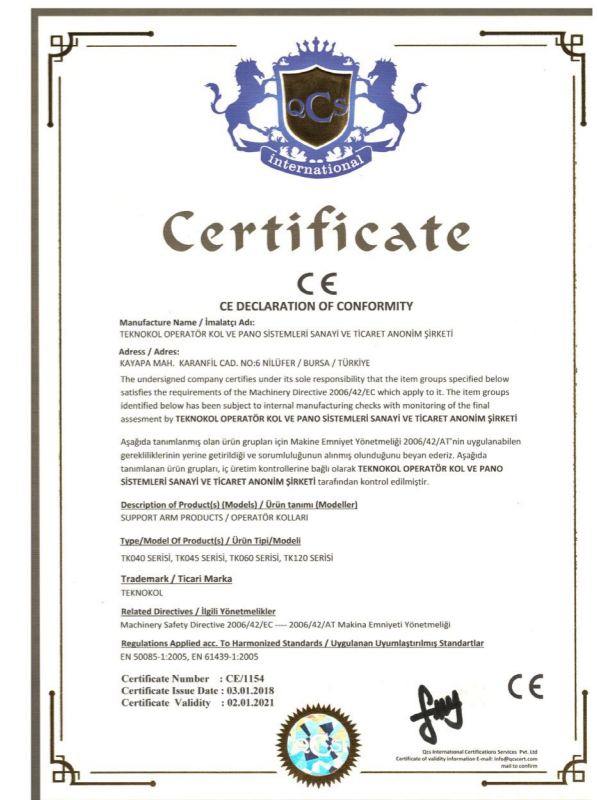 QCS
international
Certificate
CE
CE DECLARATION OF CONFORMITY
Manufacture Name / İmalatçı Adı:
TEKNOKOL OPERATÖR KOL VE PANO SİSTEMLERİ SANAYİ VE TİCARET ANONİM ŞİRKETİ
Adress / Adres:
KAYAPA MAH. KARANFİL CAD. NO:6 NİLÜFER / BURSA / TÜRKİYE
The undersigned company certifies under its sole responsibility that the item groups specified below
satisfies the requirements of the Machinery Directive 2006/42/EC which apply to it. The item groups
identified below has been subject to internal manufacturing checks with monitoring of the final
assesment by TEKNOKOL OPERATÖR KOL VE PANO SİSTEMLERİ SANAYİ VE TİCARET ANONİM ŞİRKETİ
Aşağıda tanımlanmış olan ürün grupları için Makine Emniyet Yönetmeliği 2006/42/AT'nin uygulanabilen
gerekliliklerinin yerine getirildiği ve sorumluluğunun alınmış olunduğunu beyan ederiz. Aşağıda
tanımlanan ürün grupları, iç üretim kontrollerine bağlı olarak TEKNOKOL OPERATÖR KOL VE PANO
SİSTEMLERİ SANAYİ VE TİCARET ANONİM ŞİRKETİ tarafından kontrol edilmiştir.
Description of Product(s) (Models) / Ürün tanımı (Modeller)
SUPPORT ARM PRODUCTS / OPERATÖR KOLLARI
Type/Model Of Product(s) / Ürün Tipi/Modeli
TK040 SERİSİ, TK045 SERİSİ, TK060 SERİSİ, TK120 SERİSİ
Trademark / Ticari Marka
TEKNOKOL
Related Directives / İlgili Yönetmelikler
Machinery Safety Directive 2006/42/EC ---- 2006/42/AT Makina Emniyeti Yönetmeliği
Regulations Applied acc. To Harmonized Standards / Uygulanan Uyumlaştırılmış Standartlar
EN 50085-1:2005, EN 61439-1:2005
Certificate Number : CE/1154
Certificate Issue Date : 03.01.2018
Certificate Validity : 02.01.2021
CE
QCS
Qcs International Certifications Services Pvt. Ltd
Certificate of validity information E-mail: info@qcscert.com
mail to confirm